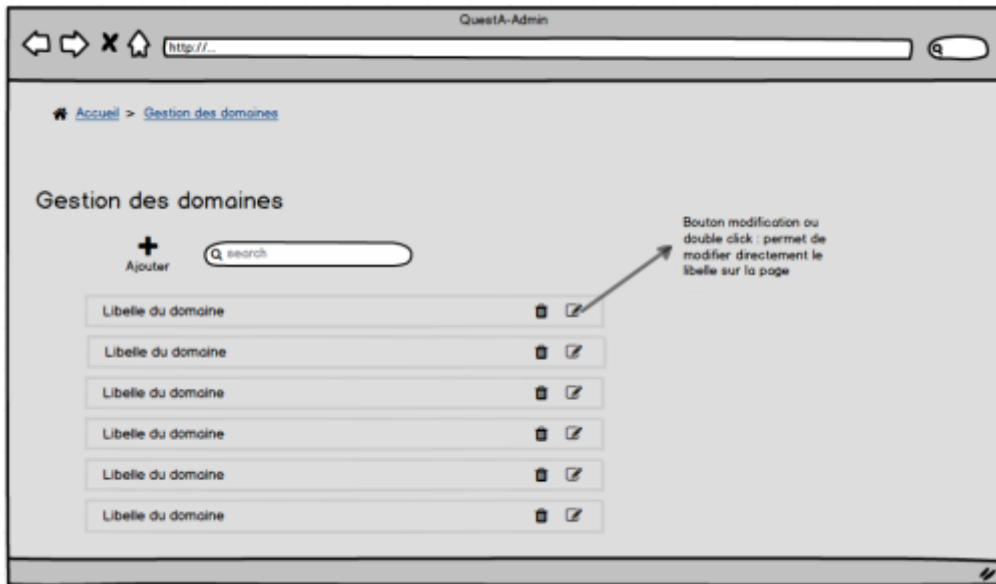 QuestA-Admin
http://...
Accueil > Gestion des domaines
Gestion des domaines
Ajouter
search
Bouton modification ou
double click : permet de
modifier directement le
libelle sur la page
Libelle du domaine
Libelle du domaine
Libelle du domaine
Libelle du domaine
Libelle du domaine
Libelle du domaine